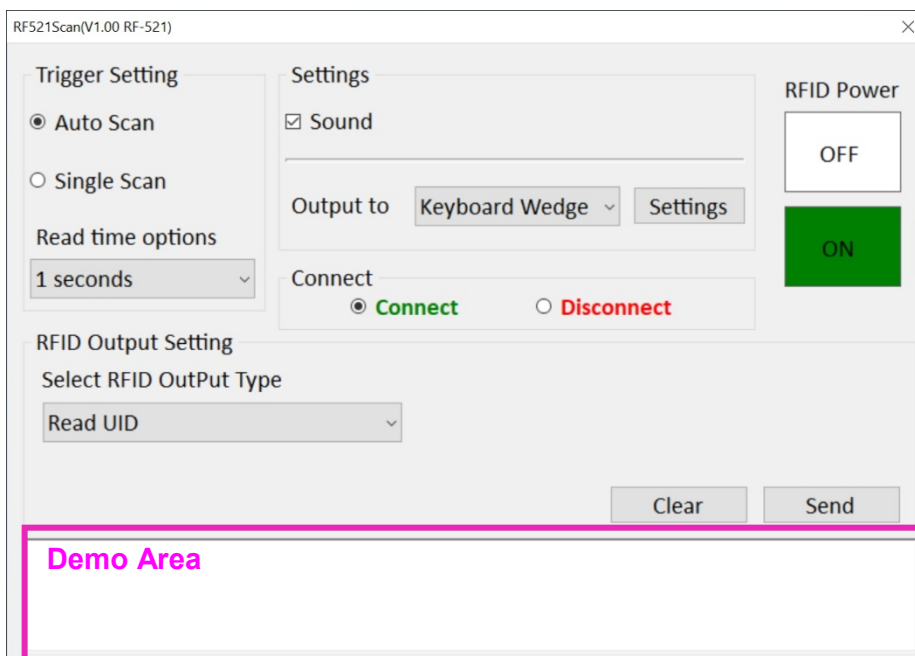 RF521Scan(V1.00 RF-521)
Trigger Setting
Auto Scan
Single Scan
Read time options
1 seconds
Settings
Sound
Output to
Keyboard Wedge
Settings
Connect
Connect
Disconnect
RFID Power
OFF
ON
RFID Output Setting
Select RFID OutPut Type
Read UID
Clear
Send
Demo Area